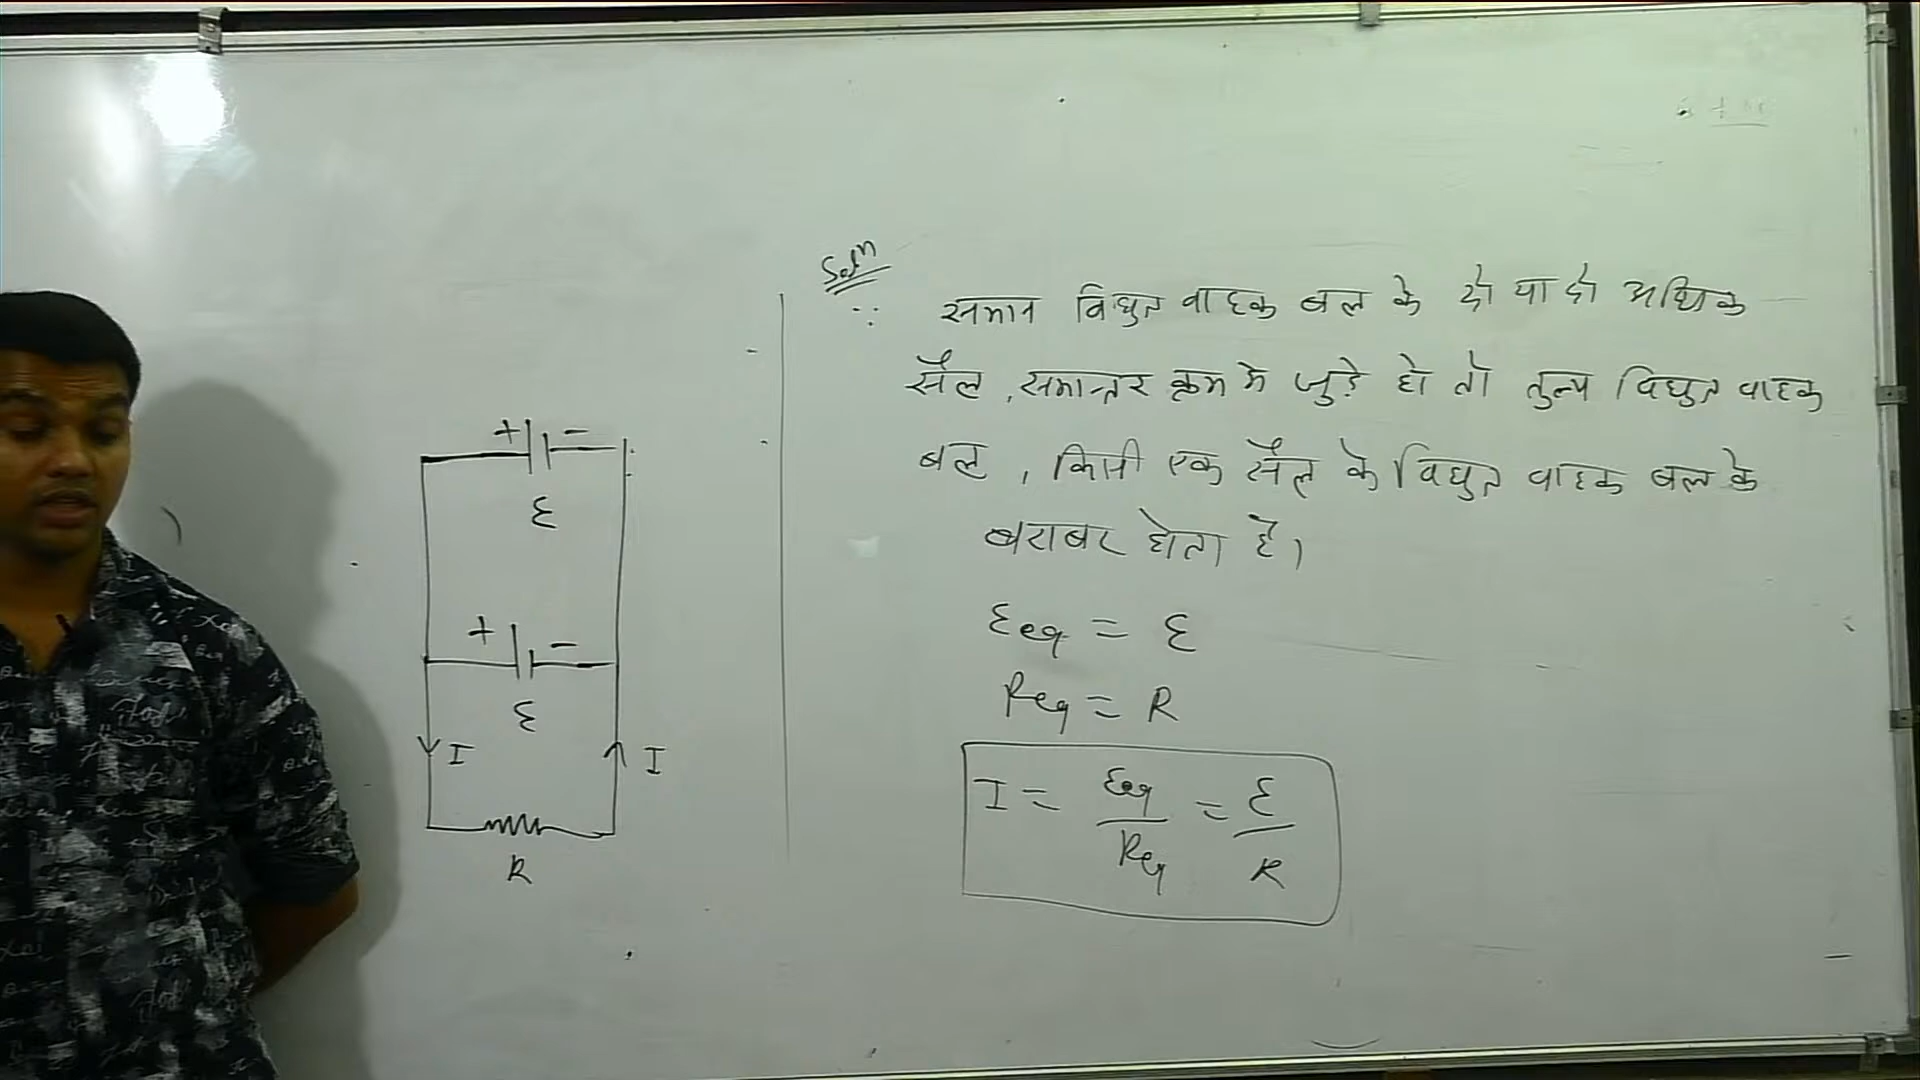 + -
ε
+ -
ε
I I
R
Solⁿ
∵ समान विधुत वाहक बल के दो या दो अधिक
सैल, समान्तर क्रम मे जुड़े हो तो तुल्य विधुत वाहक
बल, किसी एक सैल के विधुत वाहक बल के
बराबर होता है।
εeq = ε
Req = R
I = εeq/Req = ε/R